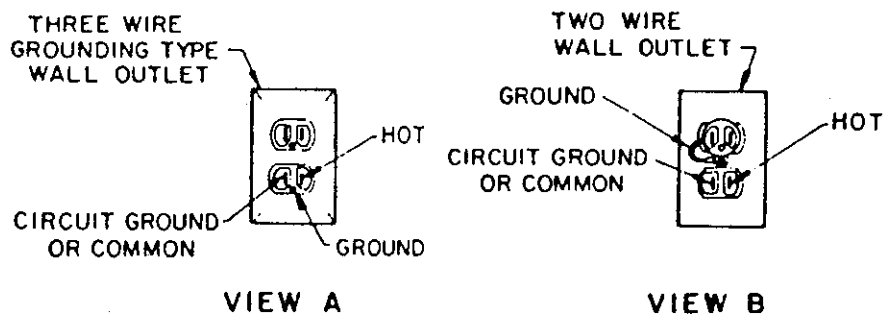 THREE WIRE
GROUNDING TYPE
WALL OUTLET
HOT
CIRCUIT GROUND
OR COMMON
GROUND
VIEW A
TWO WIRE
WALL OUTLET
GROUND
HOT
CIRCUIT GROUND
OR COMMON
VIEW B